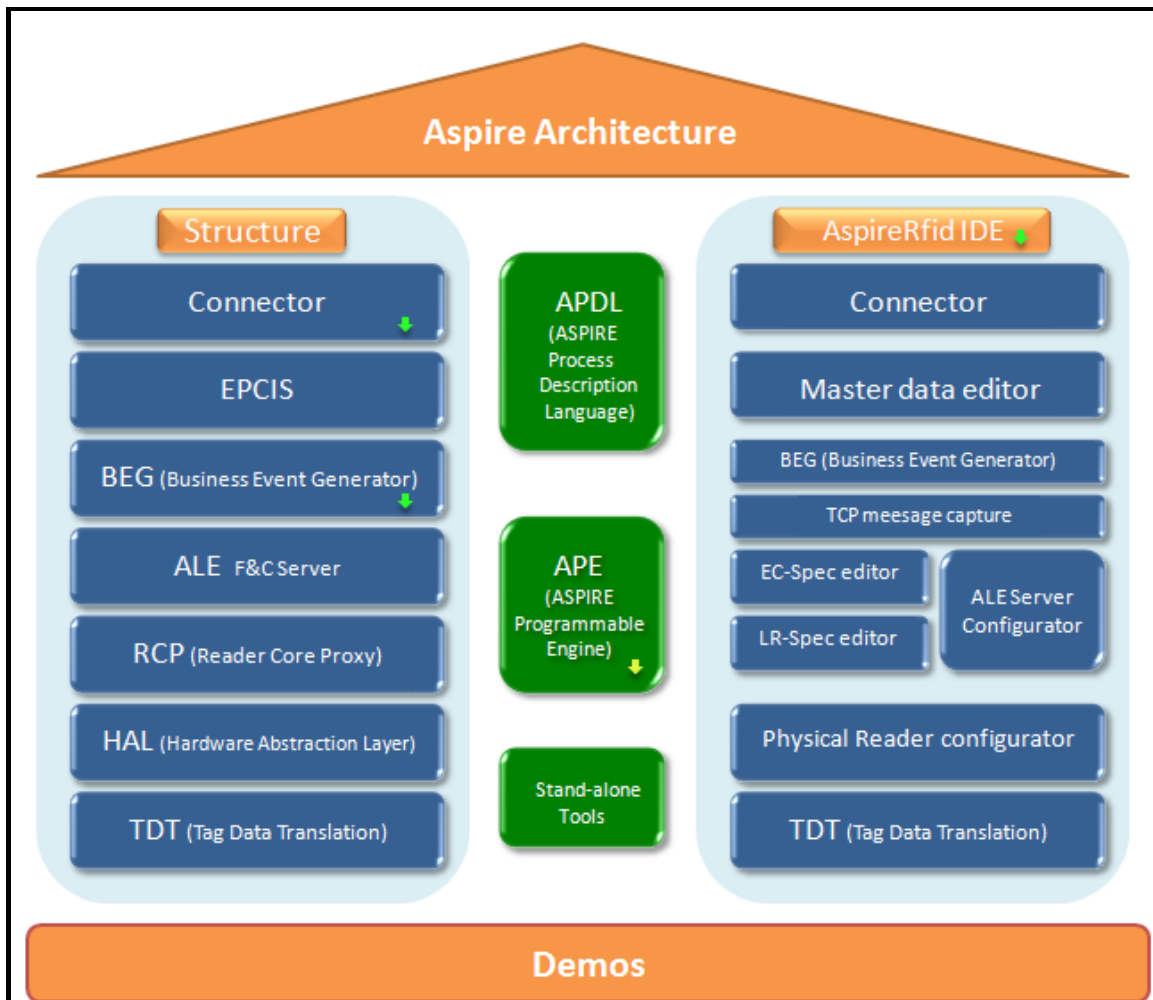 Aspire Architecture
Structure
Connector
EPCIS
BEG (Business Event Generator)
ALE F&C Server
RCP (Reader Core Proxy)
HAL (Hardware Abstraction Layer)
TDT (Tag Data Translation)
APDL
(ASPIRE
Process
Description
Language)
APE
(ASPIRE
Programmable
Engine)
Stand-alone
Tools
AspireRfid IDE
Connector
Master data editor
BEG (Business Event Generator)
TCP meesage capture
EC-Spec editor
LR-Spec editor
ALE Server
Configurator
Physical Reader configurator
TDT (Tag Data Translation)
Demos